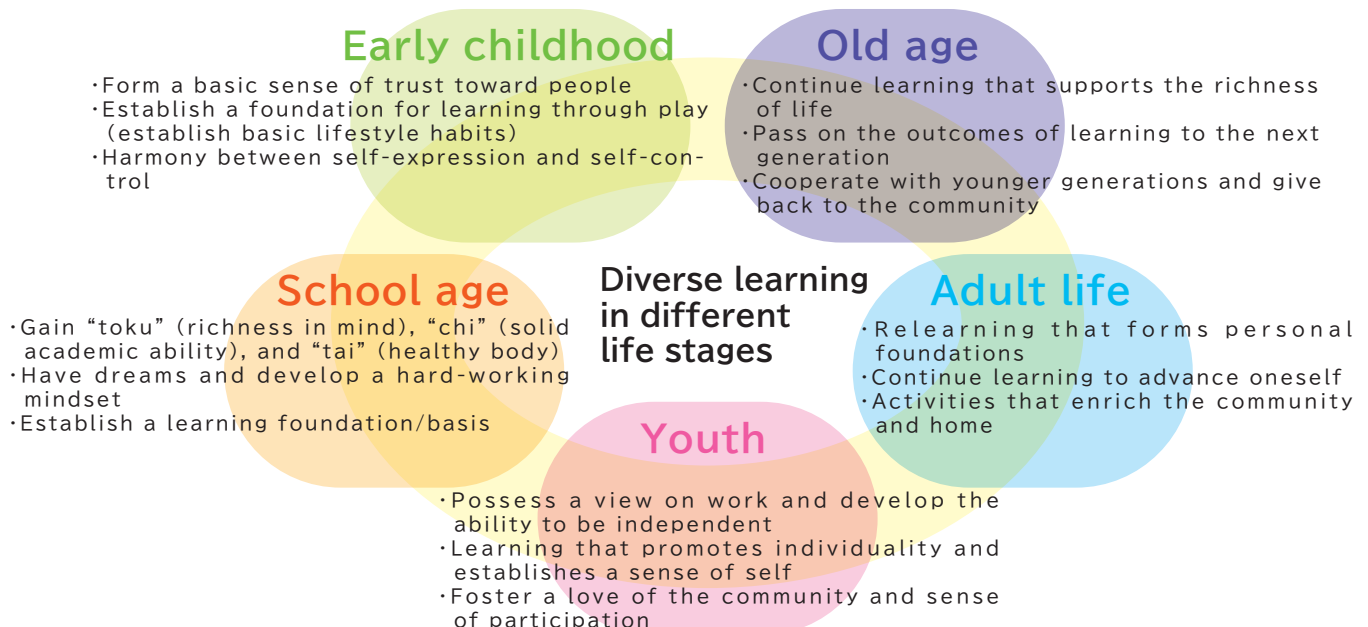 Early childhood
・Form a basic sense of trust toward people
・Establish a foundation for learning through play
(establish basic lifestyle habits)
・Harmony between self-expression and self-con-
trol
Old age
・Continue learning that supports the richness
of life
・Pass on the outcomes of learning to the next
generation
・Cooperate with younger generations and give
back to the community
School age
・Gain “toku” (richness in mind), “chi” (solid
academic ability), and “tai” (healthy body)
・Have dreams and develop a hard-working
mindset
・Establish a learning foundation/basis
Diverse learning
in different
life stages
Adult life
・Relearning that forms personal
foundations
・Continue learning to advance oneself
・Activities that enrich the community
and home
Youth
・Possess a view on work and develop the
ability to be independent
・Learning that promotes individuality and
establishes a sense of self
・Foster a love of the community and sense
of participation